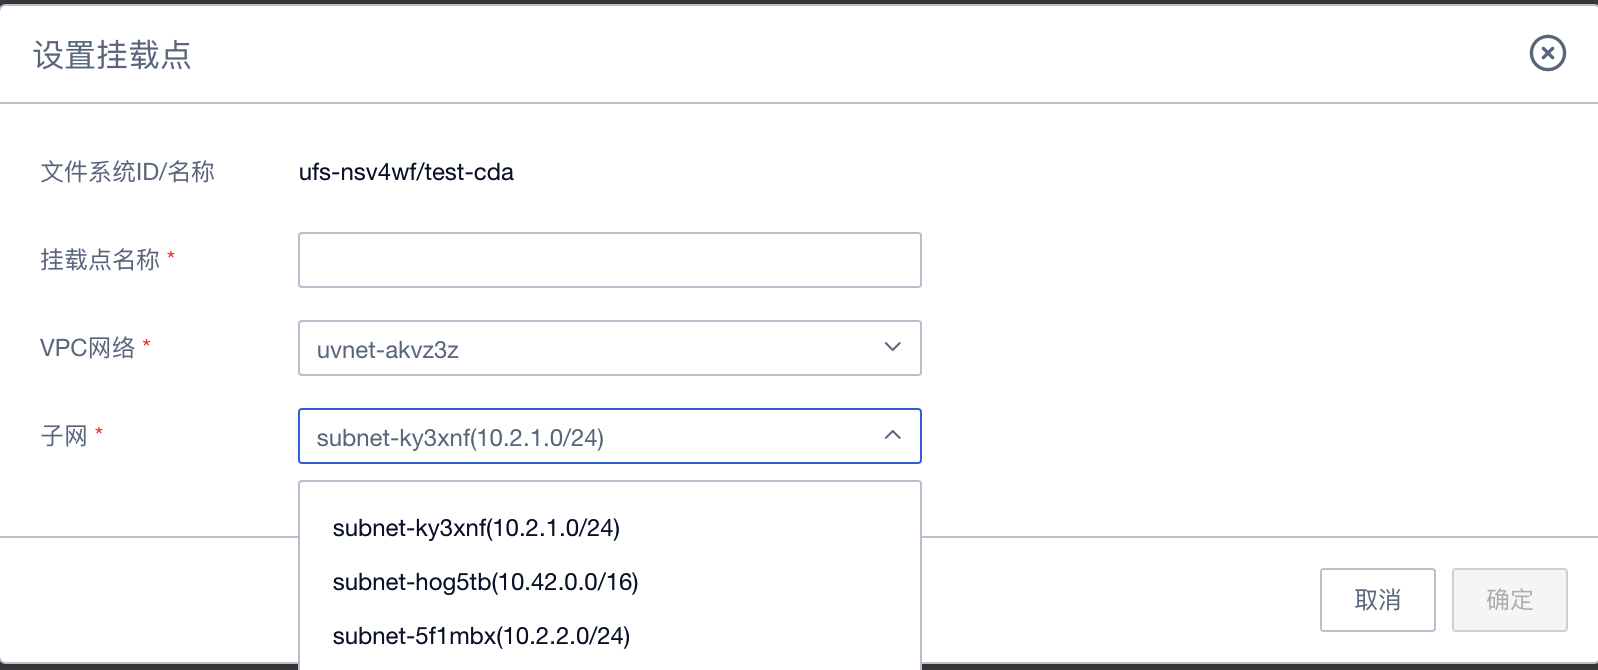 设置挂载点
文件系统ID/名称 ufs-nsv4wf/test-cda
挂载点名称 *
VPC网络 * uvnet-akvz3z
子网 * subnet-ky3xnf(10.2.1.0/24)
subnet-ky3xnf(10.2.1.0/24)
subnet-hog5tb(10.42.0.0/16)
subnet-5f1mbx(10.2.2.0/24)
取消 确定